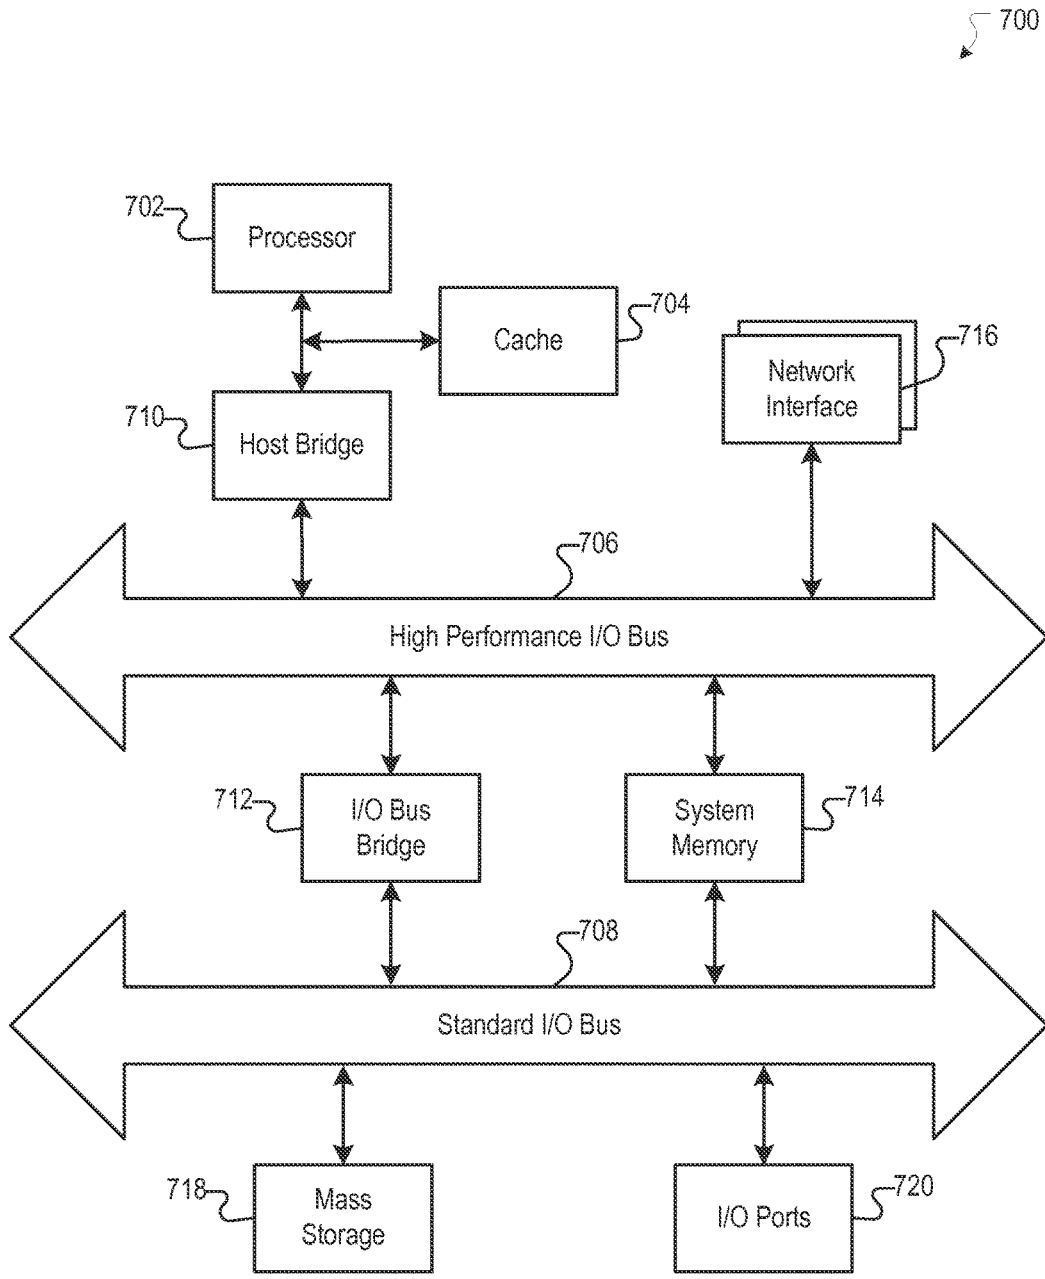 700
702
Processor
704
Cache
716
Network
Interface
710
Host Bridge
706
High Performance I/O Bus
712
I/O Bus
Bridge
System
Memory
714
708
Standard I/O Bus
718
Mass
Storage
I/O Ports
720